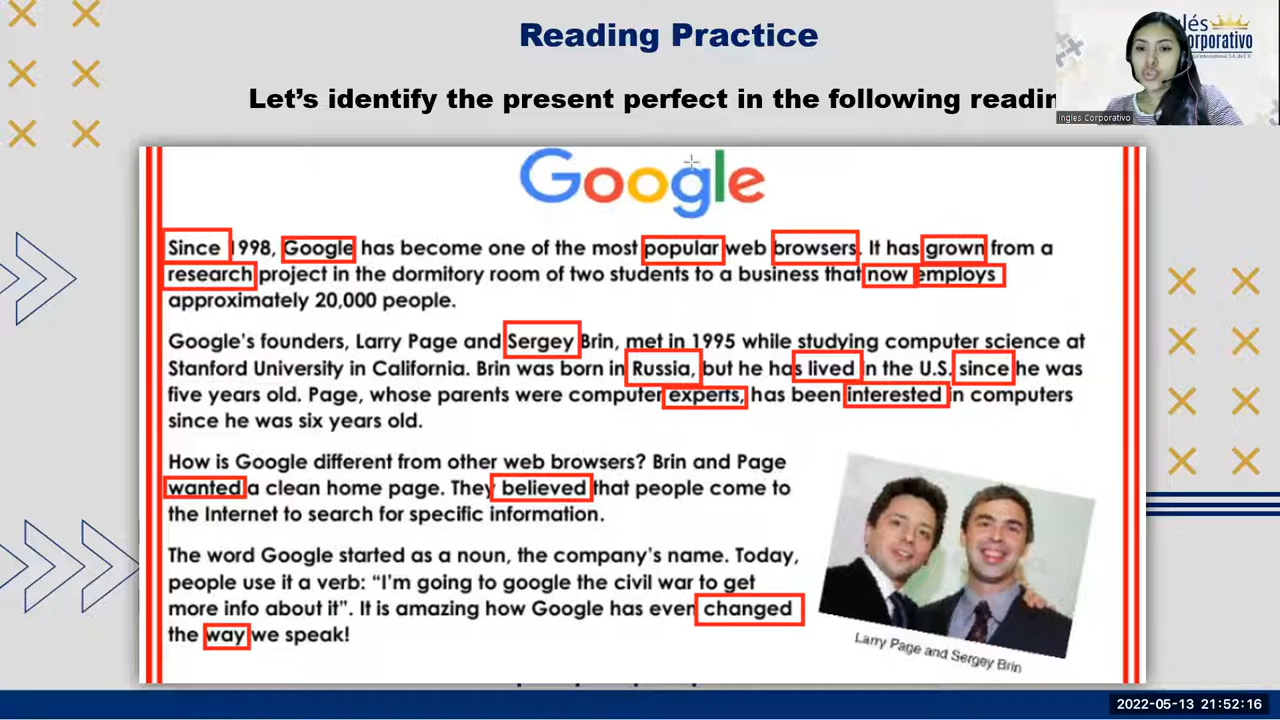 Reading Practice
Let's identify the present perfect in the following readin
lés
orporativo
Ingles Corporativo
Google
Since 1998, Google has become one of the most popular web browsers. It has grown from a
research project in the dormitory room of two students to a business that now employs
approximately 20,000 people.
Google's founders, Larry Page and Sergey Brin, met in 1995 while studying computer science at
Stanford University in California. Brin was born in Russia, but he has lived in the U.S. since he was
five years old. Page, whose parents were computer experts, has been interested in computers
since he was six years old.
How is Google different from other web browsers? Brin and Page
wanted a clean home page. They believed that people come to
the Internet to search for specific information.
The word Google started as a noun, the company's name. Today,
people use it a verb: "I'm going to google the civil war to get
more info about it". It is amazing how Google has even changed
the way we speak!
Larry Page and Sergey Brin
2022-05-13 21:52:16